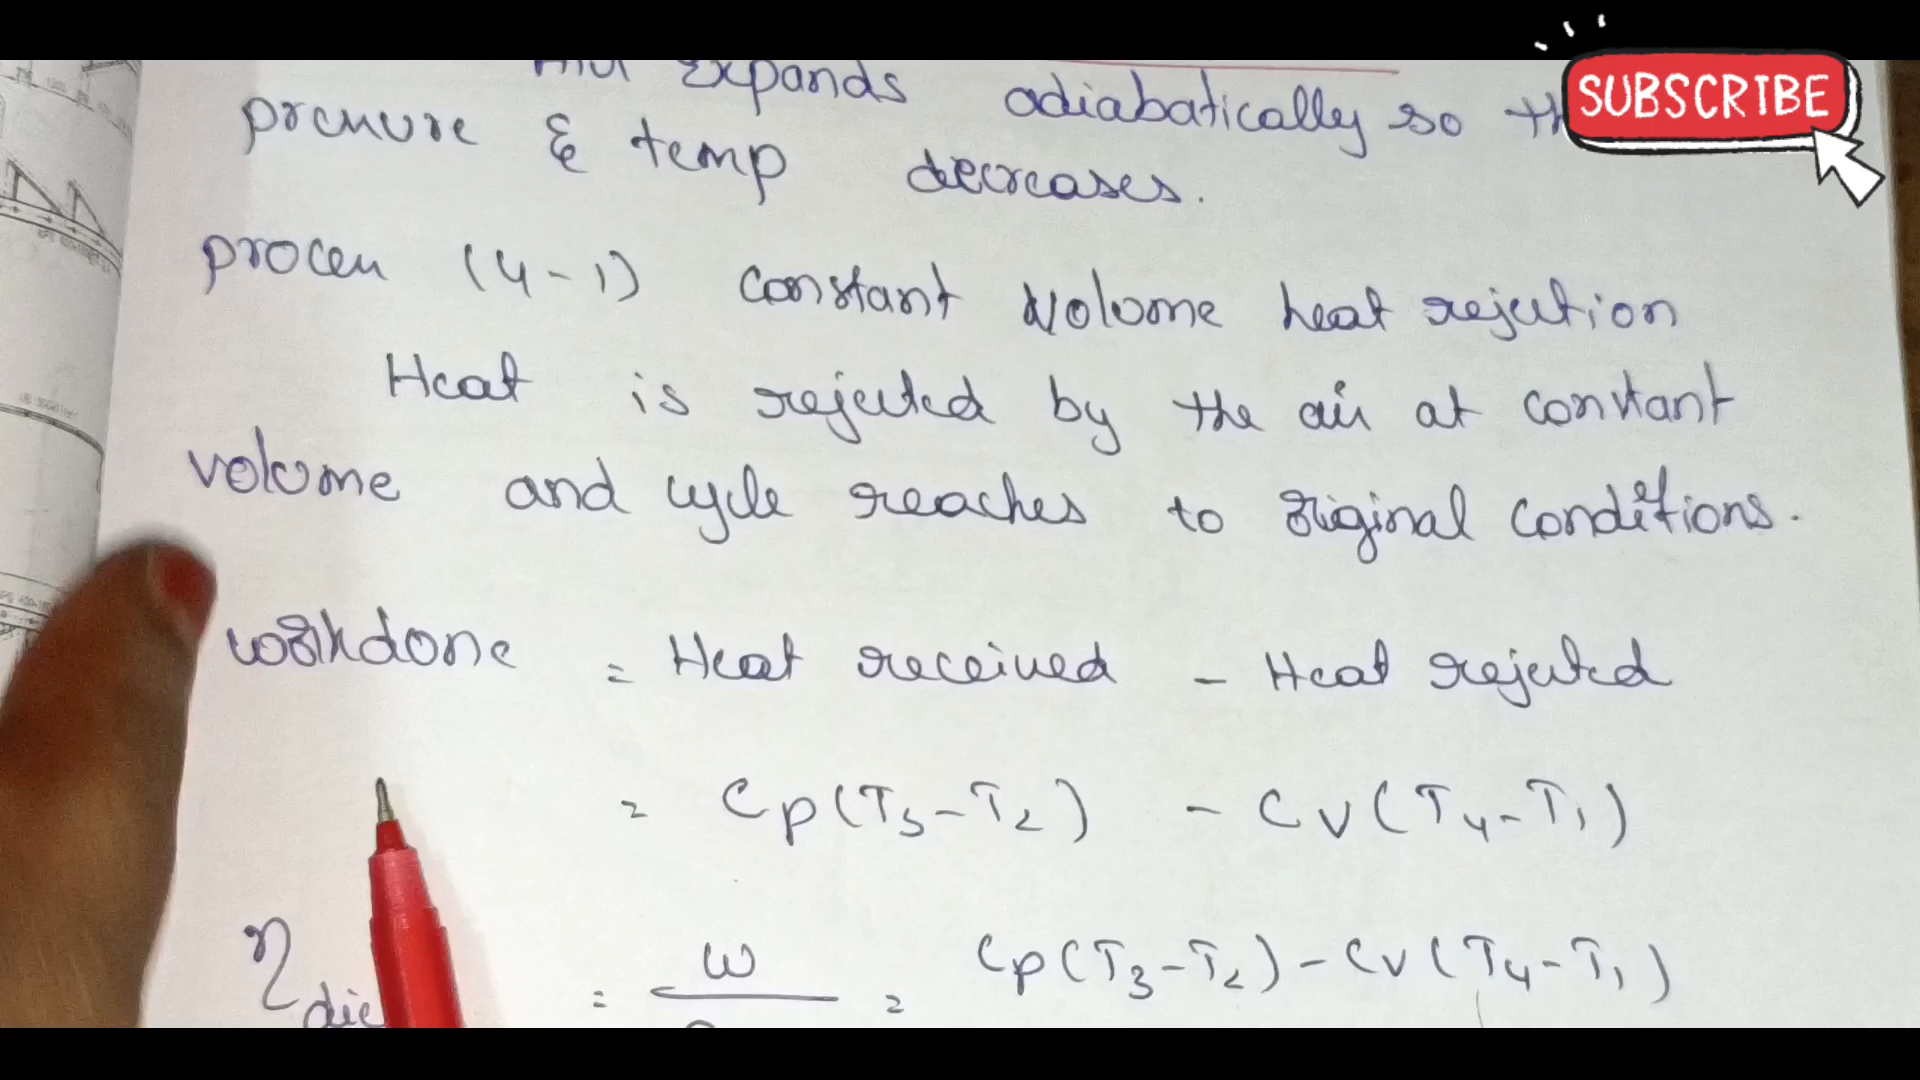 expands adiabatically so
pressure & temp decreases.
process (4-1) constant volume heat rejection
Heat is rejected by the air at constant
volume and cycle reaches to original conditions.
workdone = Heat received - Heat rejected
= Cp(T3-T2) - Cv(T4-T1)
η = W = Cp(T3-T2)-Cv(T4-T1)
die
SUBSCRIBE